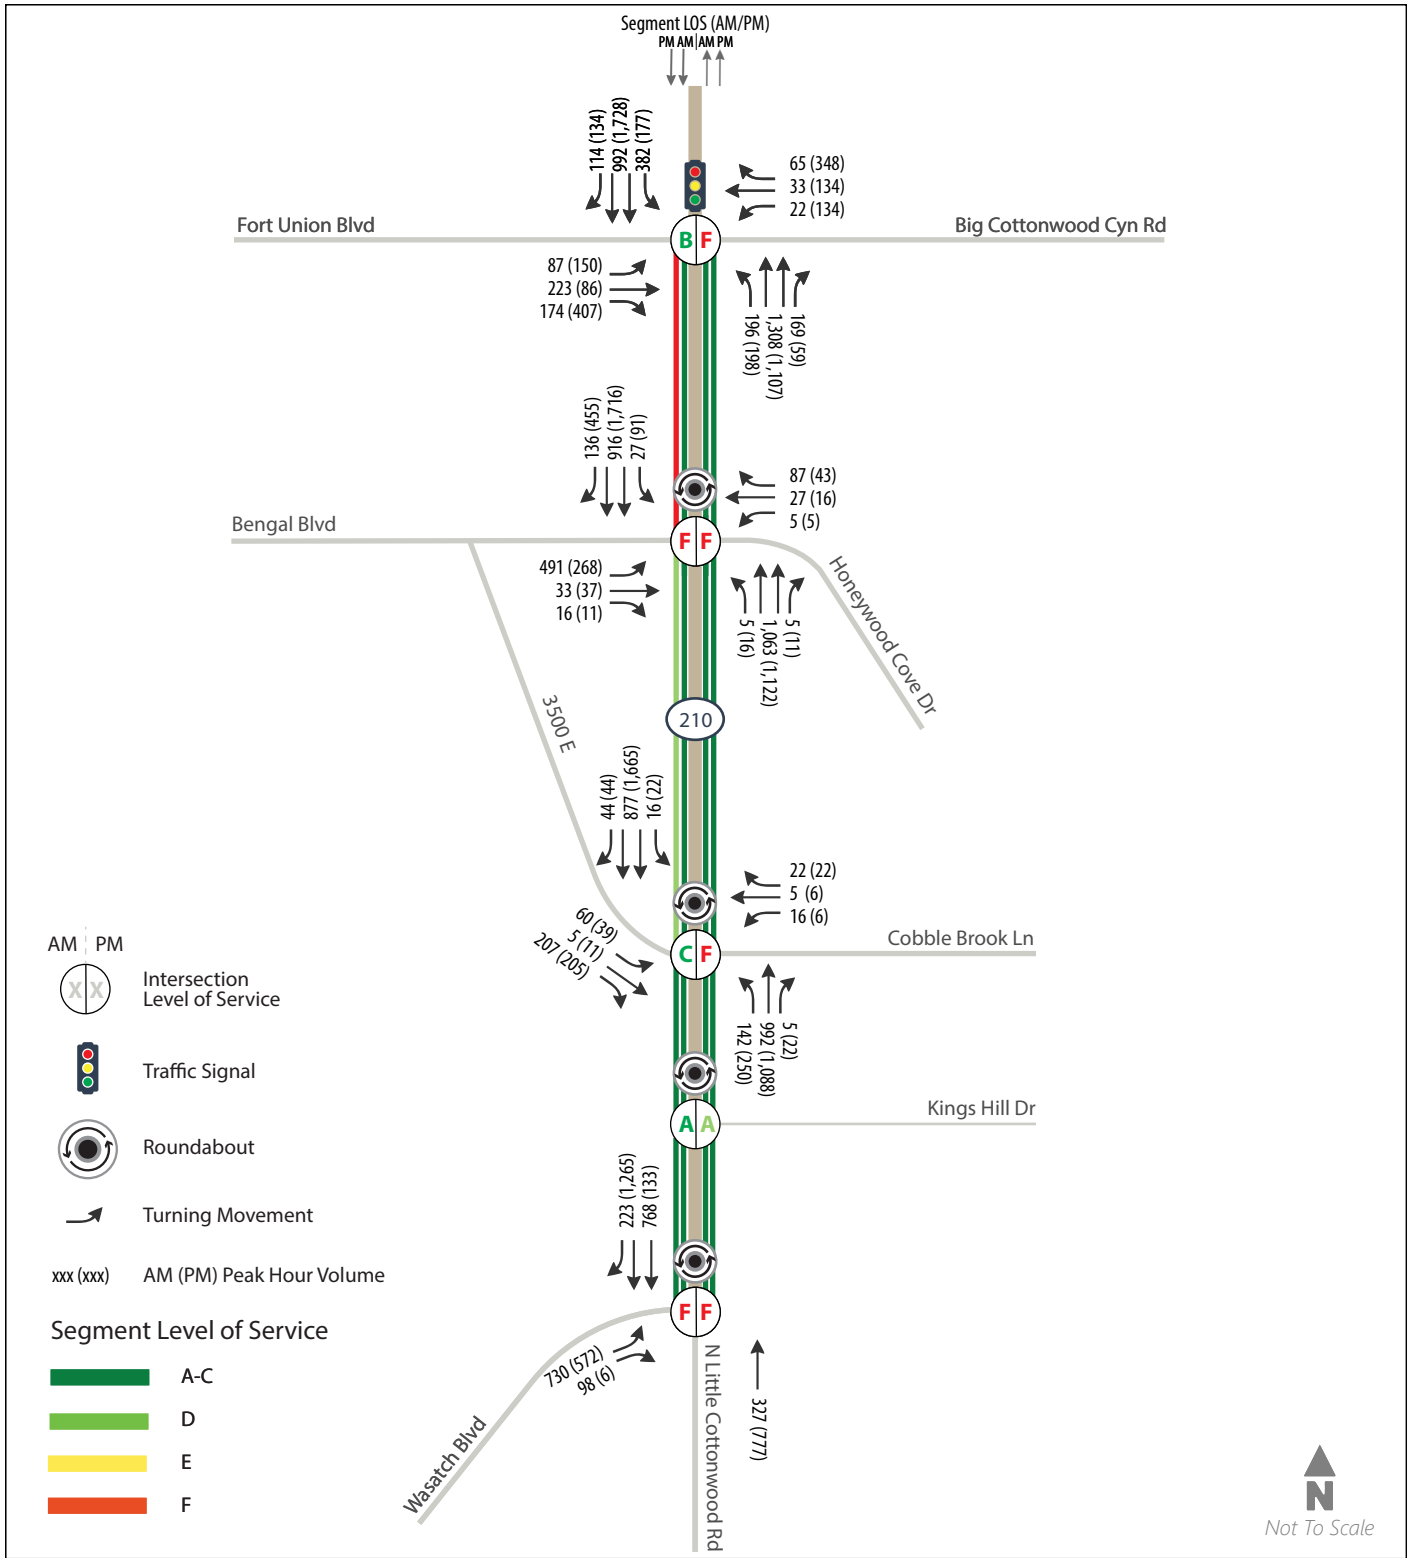 Segment LOS (AM/PM)
PM AM AM PM
114 (134)
992 (1,728)
382 (177)
65 (348)
33 (134)
22 (134)
Fort Union Blvd
Big Cottonwood Cyn Rd
B F
87 (150)
223 (86)
174 (407)
196 (198)
1,308 (1,107)
169 (59)
136 (455)
916 (1,716)
27 (91)
87 (43)
27 (16)
5 (5)
Bengal Blvd
F F
491 (268)
33 (37)
16 (11)
5 (16)
1,063 (1,122)
5 (11)
Honeywood Cove Dr
3500 E
210
44 (44)
877 (1,665)
16 (22)
22 (22)
5 (6)
16 (6)
60 (39)
5 (11)
207 (205)
Cobble Brook Ln
C F
142 (250)
992 (1,088)
5 (22)
Kings Hill Dr
A A
223 (1,265)
768 (133)
F F
730 (572)
98 (6)
Wasatch Blvd
N Little Cottonwood Rd
327 (777)
AM PM
X X
Intersection
Level of Service
Traffic Signal
Roundabout
Turning Movement
xxx (xxx) AM (PM) Peak Hour Volume
Segment Level of Service
A-C
D
E
F
N
Not To Scale